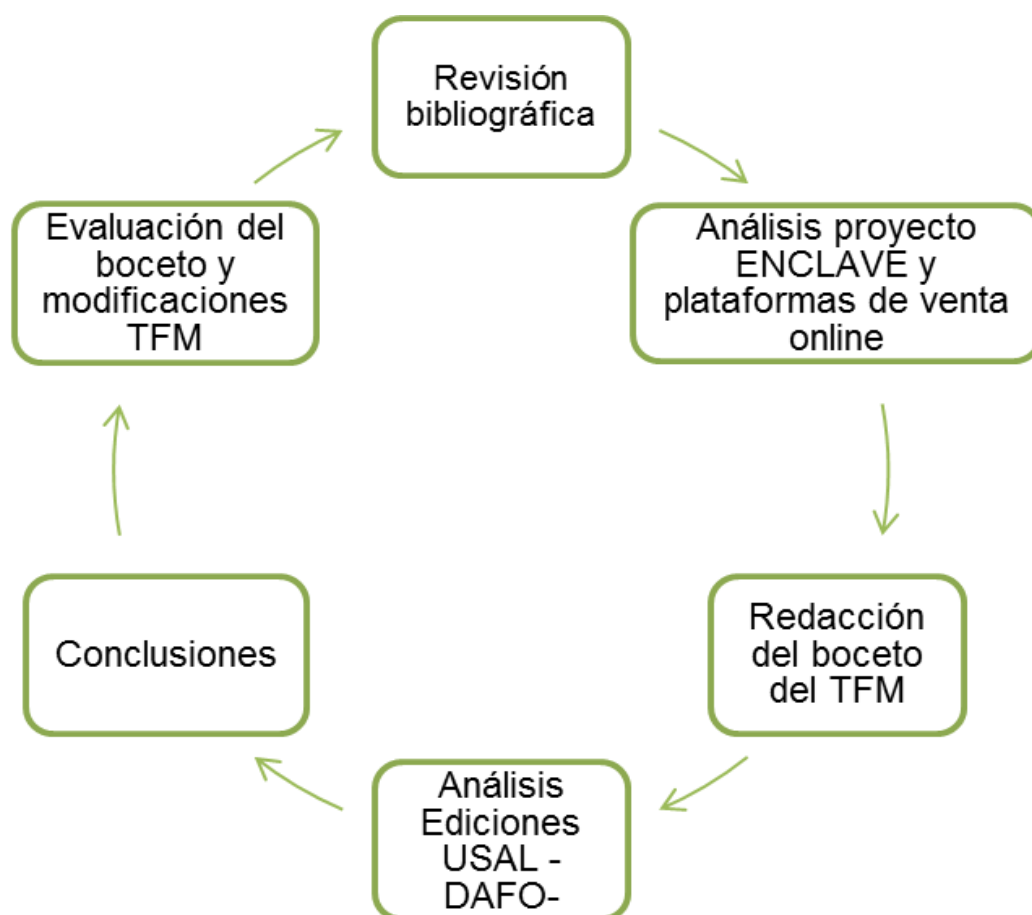 Revisión
bibliográfica
Análisis proyecto
ENCLAVE y
plataformas de venta
online
Redacción
del boceto
del TFM
Análisis
Ediciones
USAL -
DAFO-
Conclusiones
Evaluación del
boceto y
modificaciones
TFM